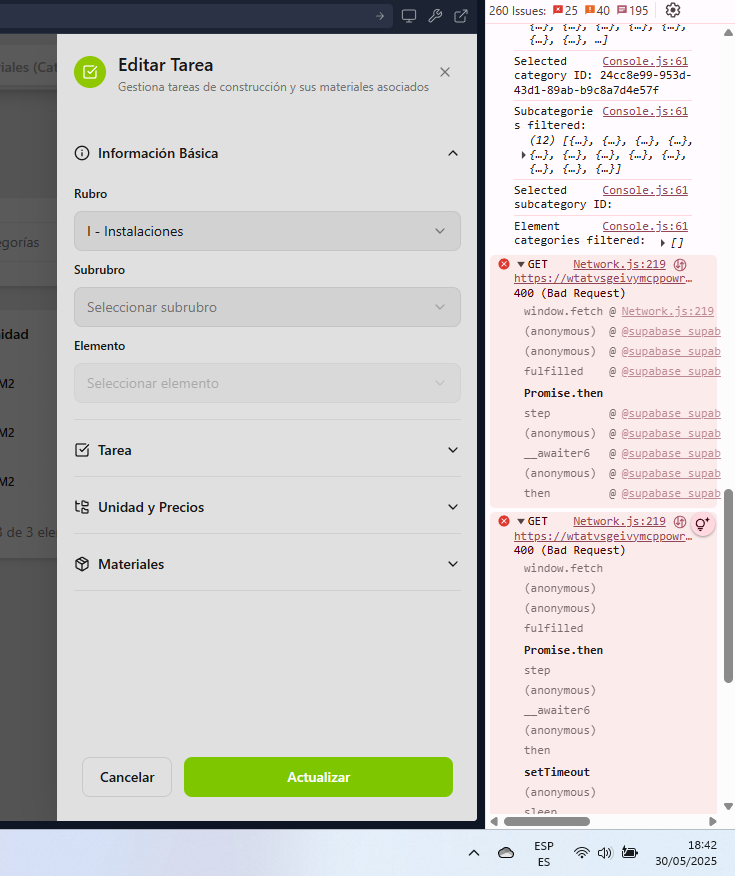 260 Issues: 25 40 195
{…}, {…}, {…}, {…},
{…}, {…}, …]
Selected Console.js:61
category ID: 24cc8e99-953d-
43d1-89ab-b9c8a7d4e57f
Subcategorie Console.js:61
s filtered:
(12) [{…}, {…}, {…}, {…},
{…}, {…}, {…}, {…}, {…},
{…}, {…}, {…}]
Selected Console.js:61
subcategory ID:
Element Console.js:61
categories filtered: []
GET Network.js:219
https://wtatvsgeivymcppowr…
400 (Bad Request)
window.fetch @ Network.js:219
(anonymous) @ @supabase_supab
(anonymous) @ @supabase_supab
fulfilled @ @supabase_supab
Promise.then
step @ @supabase_supab
(anonymous) @ @supabase_supab
__awaiter6 @ @supabase_supab
(anonymous) @ @supabase_supab
then @ @supabase_supab
GET Network.js:219
https://wtatvsgeivymcppowr…
400 (Bad Request)
window.fetch
(anonymous)
(anonymous)
fulfilled
Promise.then
step
(anonymous)
__awaiter6
(anonymous)
then
setTimeout
(anonymous)
sleep
iales (Cat
egorías
idad
M2
M2
M2
de 3 ele
Editar Tarea
Gestiona tareas de construcción y sus materiales asociados
Información Básica
Rubro
I - Instalaciones
Subrubro
Seleccionar subrubro
Elemento
Seleccionar elemento
Tarea
Unidad y Precios
Materiales
Cancelar
Actualizar
ESP
ES
18:42
30/05/2025